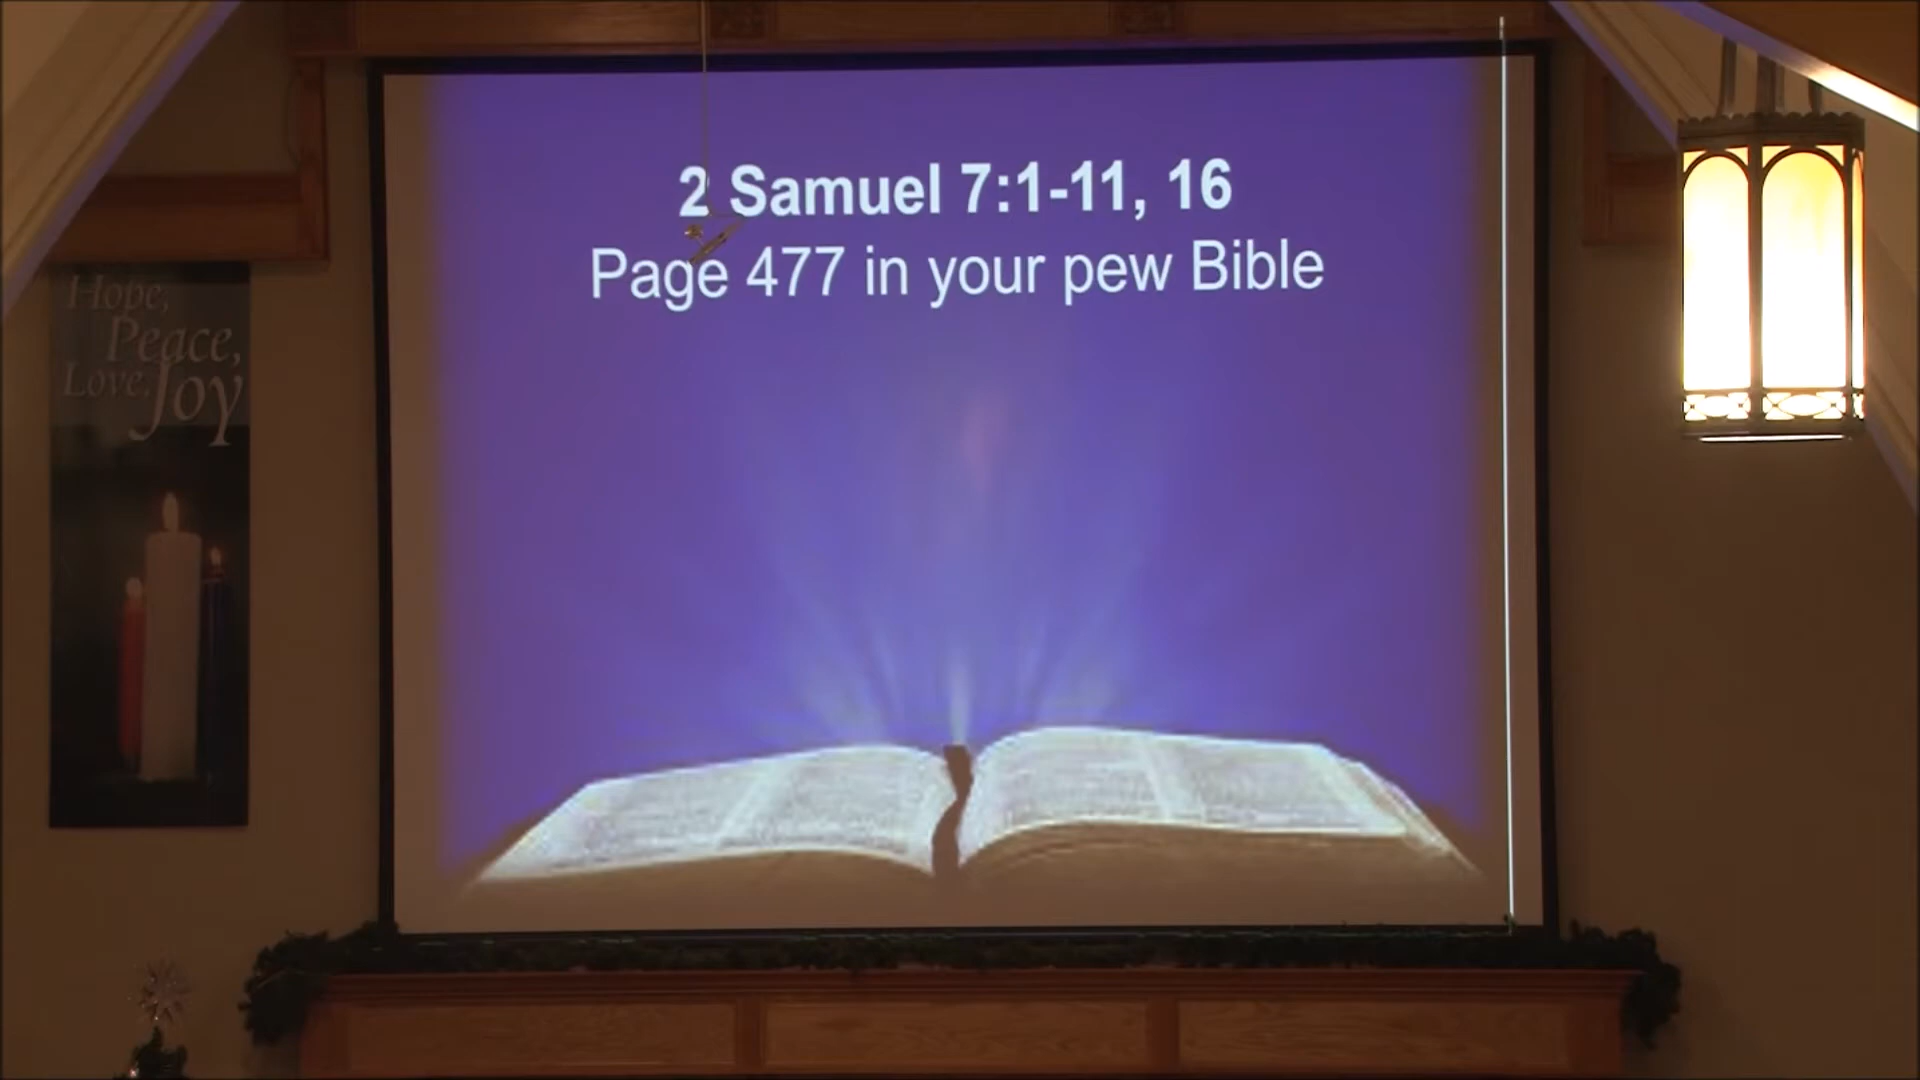 2 Samuel 7:1-11, 16
Page 477 in your pew Bible
Hope,
Peace,
Love,
Joy